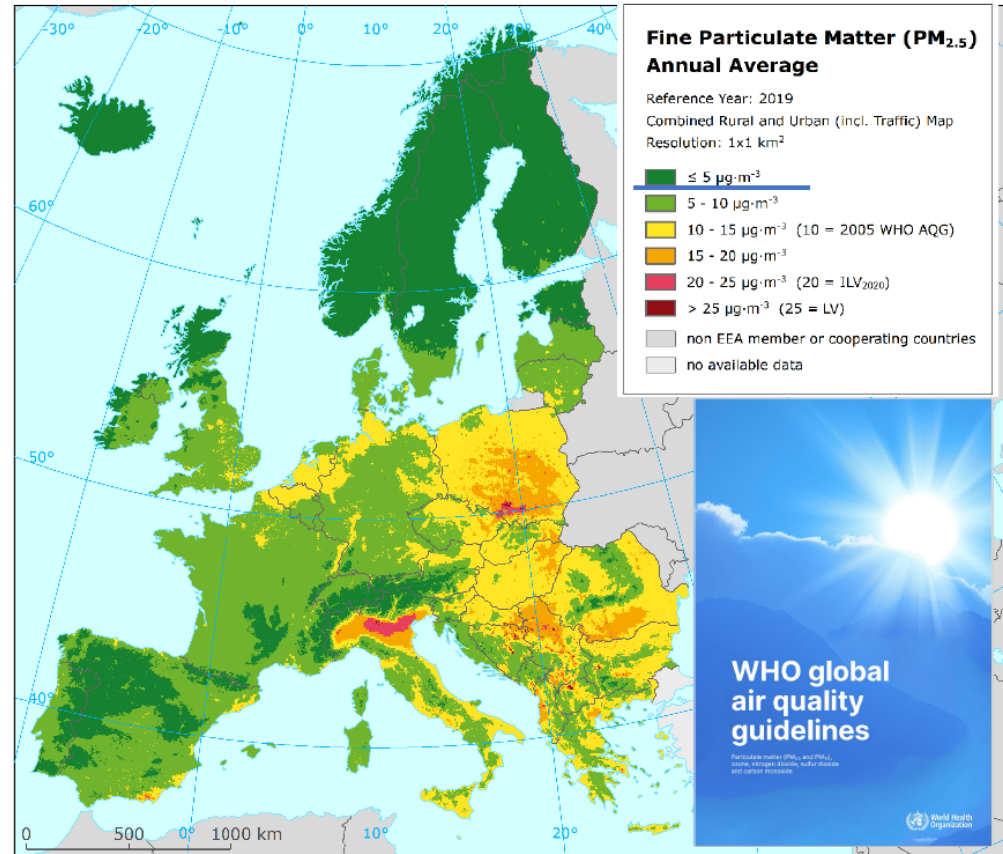 -30°
-20°
-10°
0°
10°
20°
30°
40°
60°
50°
40°
0
500
0°
1000 km
10°
20°
Fine Particulate Matter (PM₂.₅)
Annual Average
Reference Year: 2019
Combined Rural and Urban (incl. Traffic) Map
Resolution: 1x1 km²
≤ 5 µg·m⁻³
5 - 10 µg·m⁻³
10 - 15 µg·m⁻³ (10 = 2005 WHO AQG)
15 - 20 µg·m⁻³
20 - 25 µg·m⁻³ (20 = ILV₂₀₂₀)
> 25 µg·m⁻³ (25 = LV)
non EEA member or cooperating countries
no available data
WHO global
air quality
guidelines
Particulate matter (PM₂.₅ and PM₁₀),
ozone, nitrogen dioxide, sulfur dioxide
and carbon monoxide
World Health
Organization